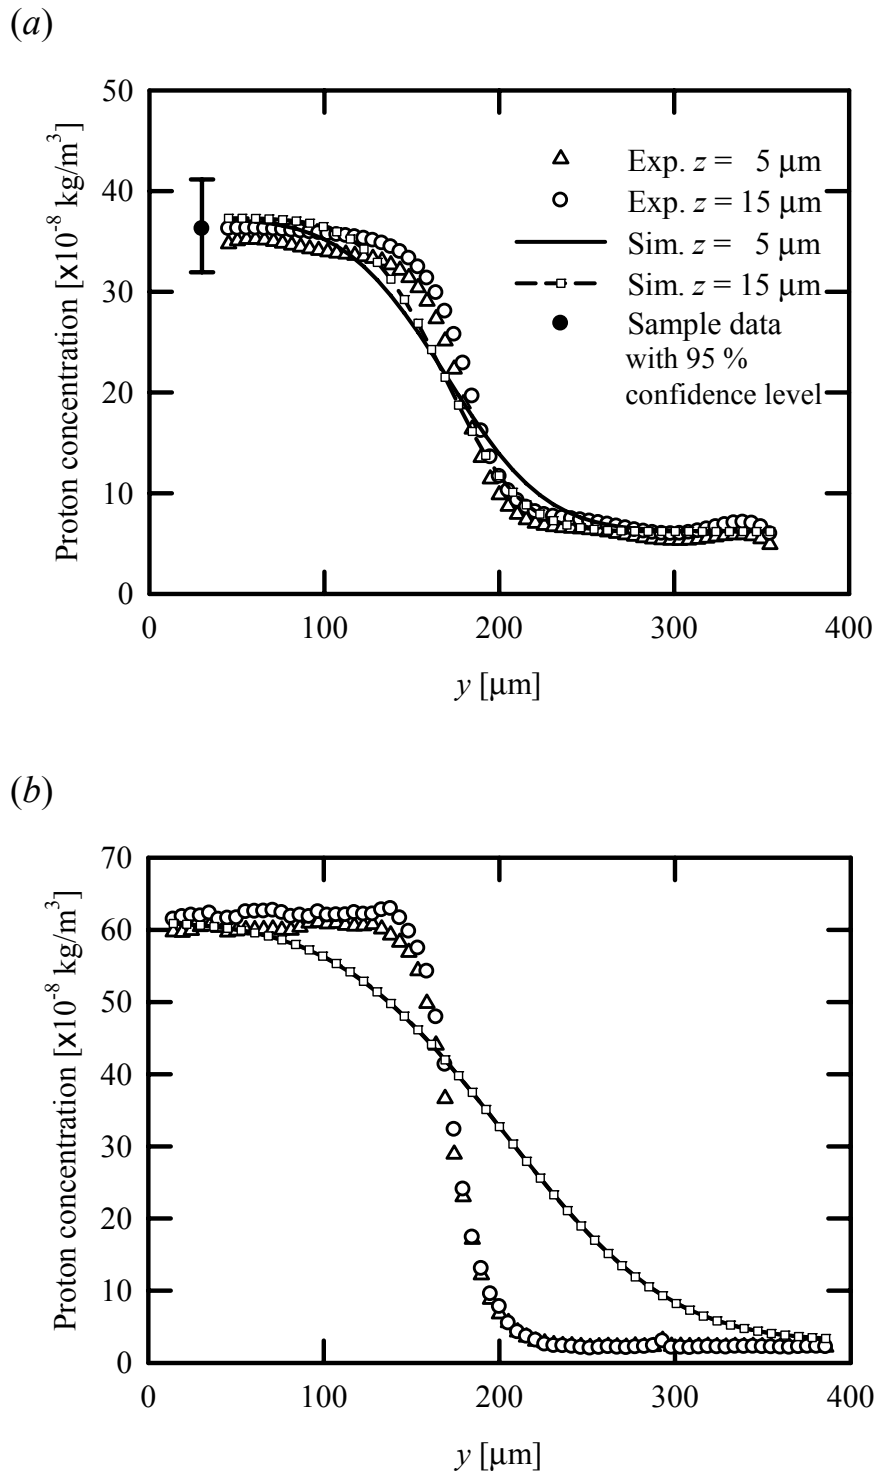 (a)
50
40
30
20
10
0
0 100 200 300 400
Proton concentration [x10⁻⁸ kg/m³]
y [μm]
Exp. z = 5 μm
Exp. z = 15 μm
Sim. z = 5 μm
Sim. z = 15 μm
Sample data
with 95 %
confidence level
(b)
70
60
50
40
30
20
10
0
0 100 200 300 400
Proton concentration [x10⁻⁸ kg/m³]
y [μm]